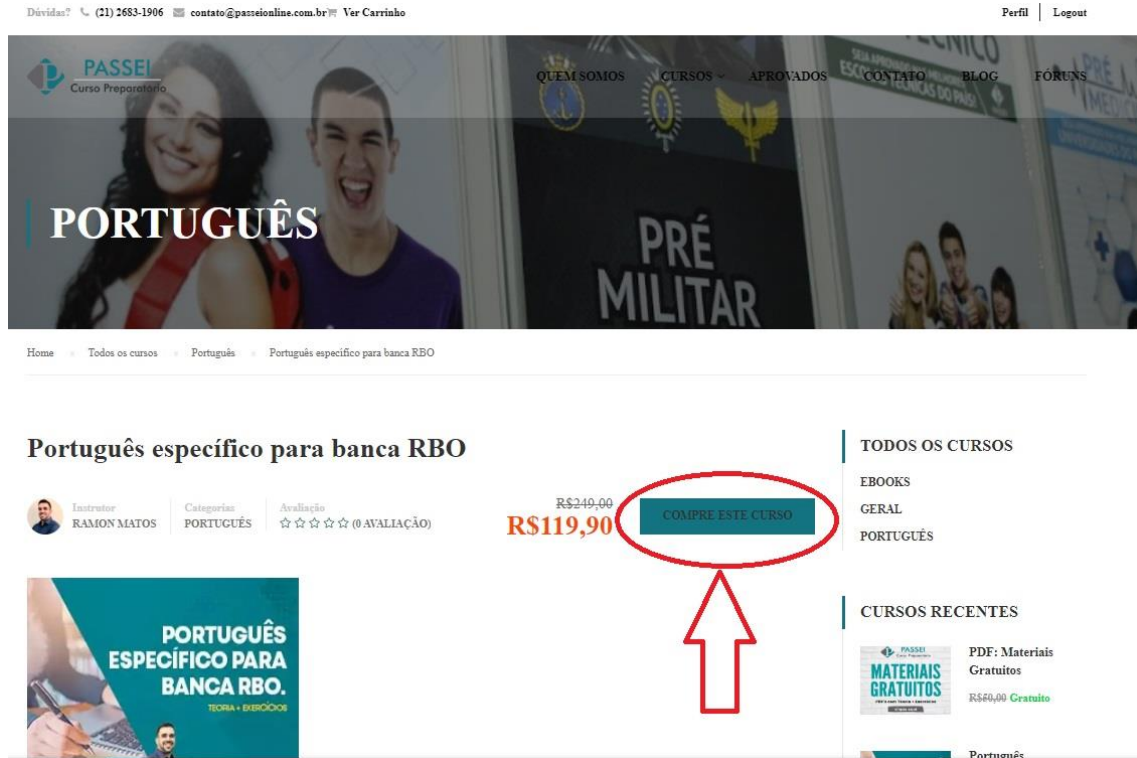 Dúvidas? (21) 2683-1906 contato@passeionline.com.br Ver Carrinho Perfil Logout
PASSEI
Curso Preparatório
QUEM SOMOS CURSOS APROVADOS CONTATO BLOG FÓRUNS
PORTUGUÊS
PRÉ
MILITAR
Home » Todos os cursos » Português » Português específico para banca RBO
Português específico para banca RBO
Instrutor
RAMON MATOS
Categorias
PORTUGUÊS
Avaliação
(0 AVALIAÇÃO)
R$249,00
R$119,90
COMPRE ESTE CURSO
PORTUGUÊS
ESPECÍFICO PARA
BANCA RBO.
TEORIA + EXERCÍCIOS
TODOS OS CURSOS
EBOOKS
GERAL
PORTUGUÊS
CURSOS RECENTES
PASSEI
MATERIAIS
GRATUITOS
PDF: Materiais
Gratuitos
R$60,00 Gratuito
Português